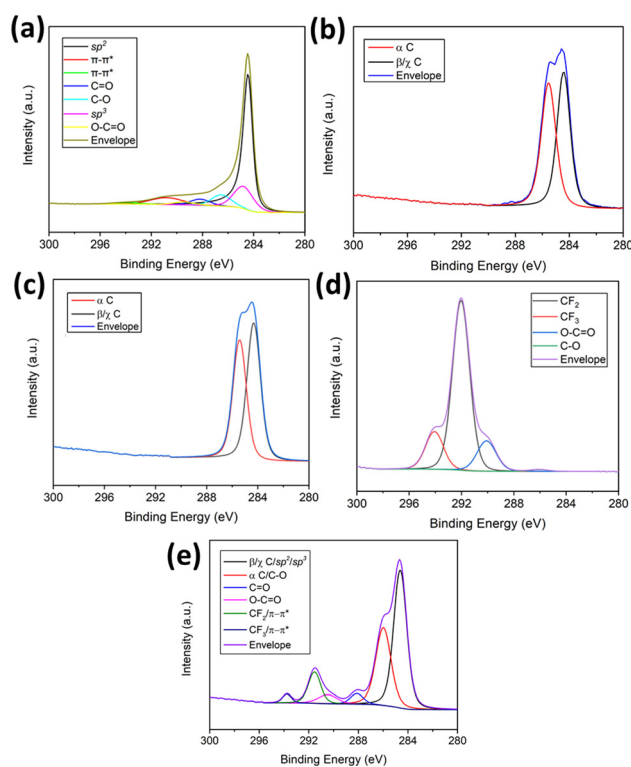 (a)
sp²
π-π*
π-π*
C=O
C-O
sp³
O-C=O
Envelope
Intensity (a.u.)
300 296 292 288 284 280
Binding Energy (eV)
(b)
α C
β/χ C
Envelope
Intensity (a.u.)
300 296 292 288 284 280
Binding Energy (eV)
(c)
α C
β/χ C
Envelope
Intensity (a.u.)
300 296 292 288 284 280
Binding Energy (eV)
(d)
CF₂
CF₃
O-C=O
C-O
Envelope
Intensity (a.u.)
300 296 292 288 284 280
Binding Energy (eV)
(e)
β/χ C/sp²/sp³
α C/C-O
C=O
O-C=O
CF₂/π−π*
CF₃/π−π*
Envelope
Intensity (a.u.)
300 296 292 288 284 280
Binding Energy (eV)